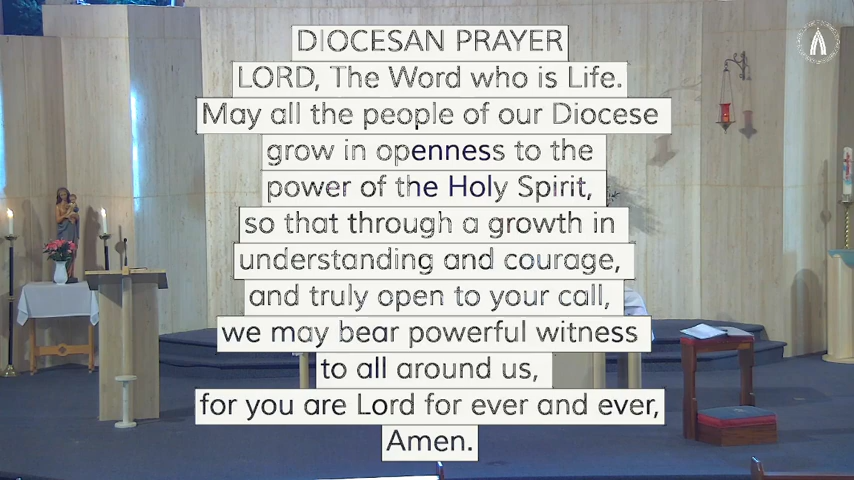 DIOCESAN PRAYER
LORD, The Word who is Life.
May all the people of our Diocese
grow in openness to the
power of the Holy Spirit,
so that through a growth in
understanding and courage,
and truly open to your call,
we may bear powerful witness
to all around us,
for you are Lord for ever and ever,
Amen.